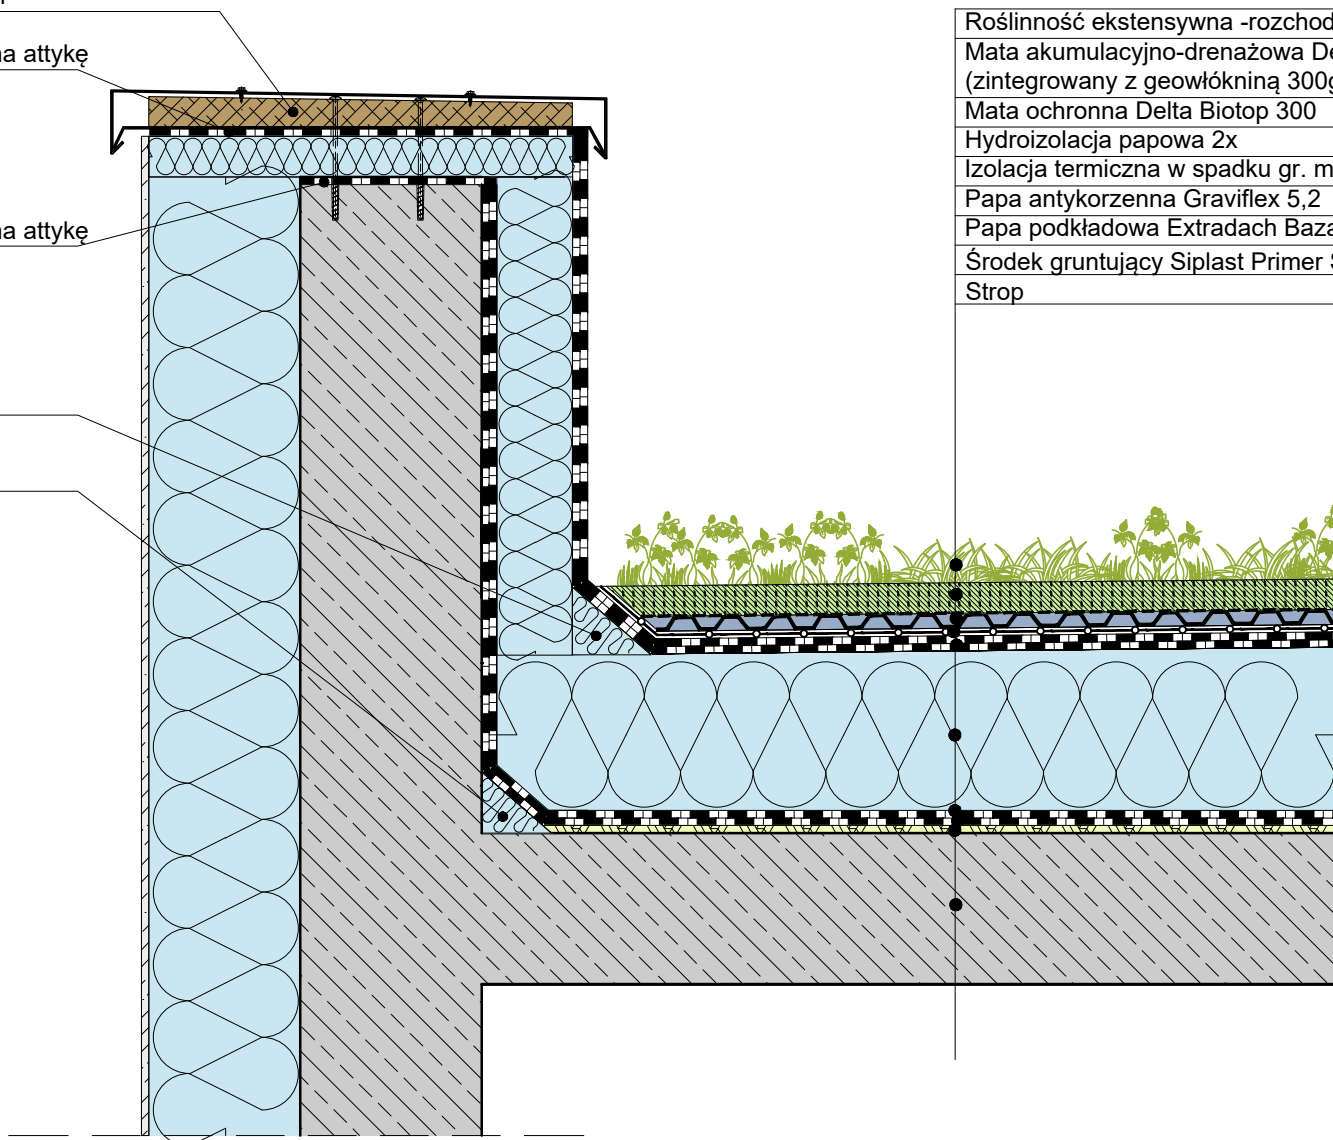 na attykę
na attykę
Roślinność ekstensywna -rozchod
Mata akumulacyjno-drenażowa De
(zintegrowany z geowłókniną 300g
Mata ochronna Delta Biotop 300
Hydroizolacja papowa 2x
Izolacja termiczna w spadku gr. m
Papa antykorzenna Graviflex 5,2
Papa podkładowa Extradach Baza
Środek gruntujący Siplast Primer S
Strop